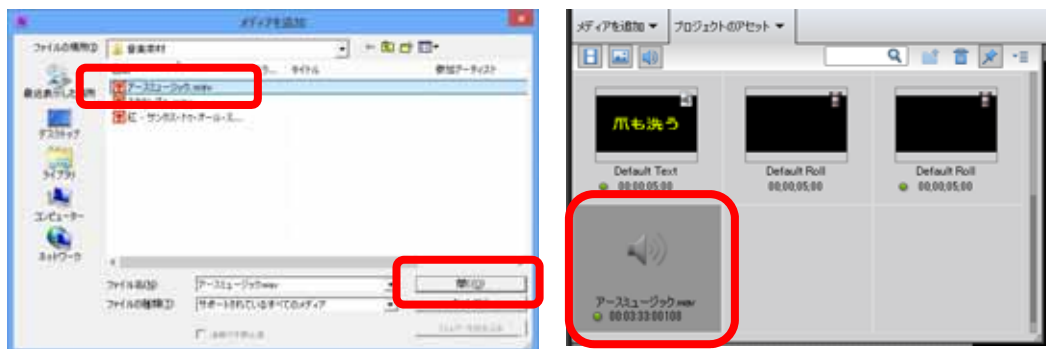 メディアを追加
ファイルの場所(I)
音楽素材
タイトル
参加アーティスト
アースミュージック.wav
最近表示した場所
デスクトップ
ライブラリ
コンピューター
ネットワーク
ファイル名(N)
アースミュージック.wav
開く(O)
ファイルの種類(T)
サポートされているすべてのメディア
メディアを追加
プロジェクトのアセット
爪も洗う
Default Text
00;00;05;00
Default Roll
00;00;05;00
Default Roll
00;00;05;00
アースミュージック.wav
00:03:33:00108